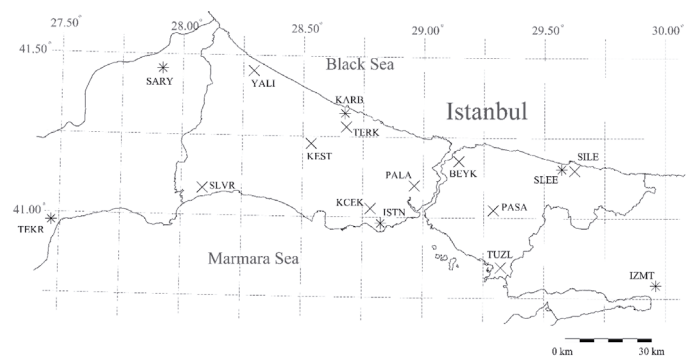 27.50°
28.00°
28.50°
29.00°
29.50°
30.00°
41.50°
SARY
YALI
Black Sea
KARB
TERK
Istanbul
KEST
SILE
BEYK
SLEE
PALA
SLVR
KCEK
ISTN
PASA
41.00°
TEKR
Marmara Sea
TUZL
IZMT
0 km 30 km